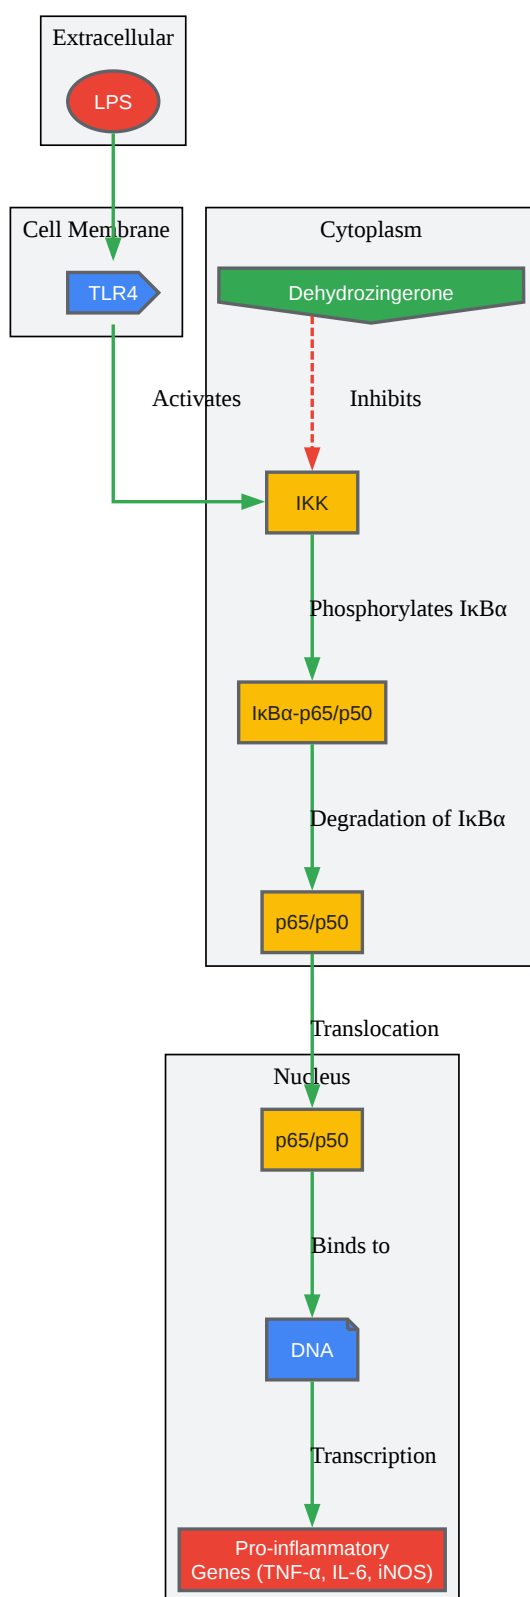 Extracellular
LPS
Cell Membrane
TLR4
Cytoplasm
Dehydrozingerone
Activates
Inhibits
IKK
Phosphorylates IκBα
IκBα-p65/p50
Degradation of IκBα
p65/p50
Translocation
Nucleus
p65/p50
Binds to
DNA
Transcription
Pro-inflammatory
Genes (TNF-α, IL-6, iNOS)